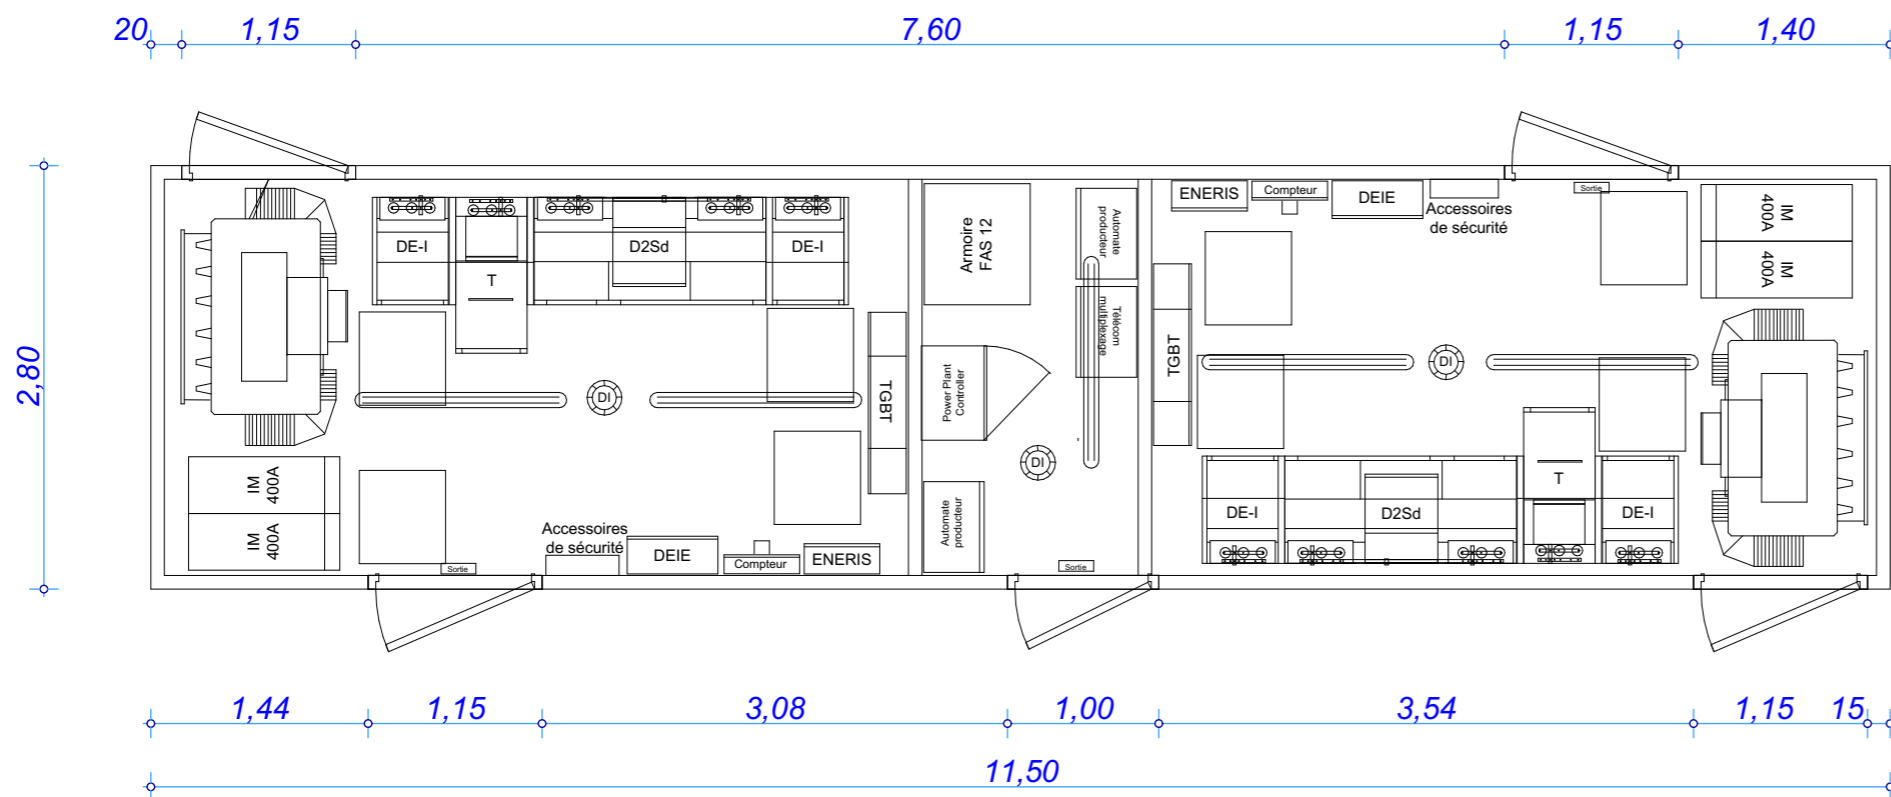 20 1,15 7,60 1,15 1,40
2,80
DE-I
T
D2Sd
DE-I
IM
400A
IM
400A
TGBT
DI
Accessoires
de sécurité
DEIE
Compteur
ENERIS
Sortie
Armoire
FAS 12
Automate
producteur
Télécom
multiplexage
Power Plant
Controller
DI
Automate
producteur
Sortie
ENERIS
Compteur
DEIE
Accessoires
de sécurité
Sortie
IM
400A
IM
400A
TGBT
DI
DE-I
D2Sd
T
DE-I
1,44 1,15 3,08 1,00 3,54 1,15 15
11,50